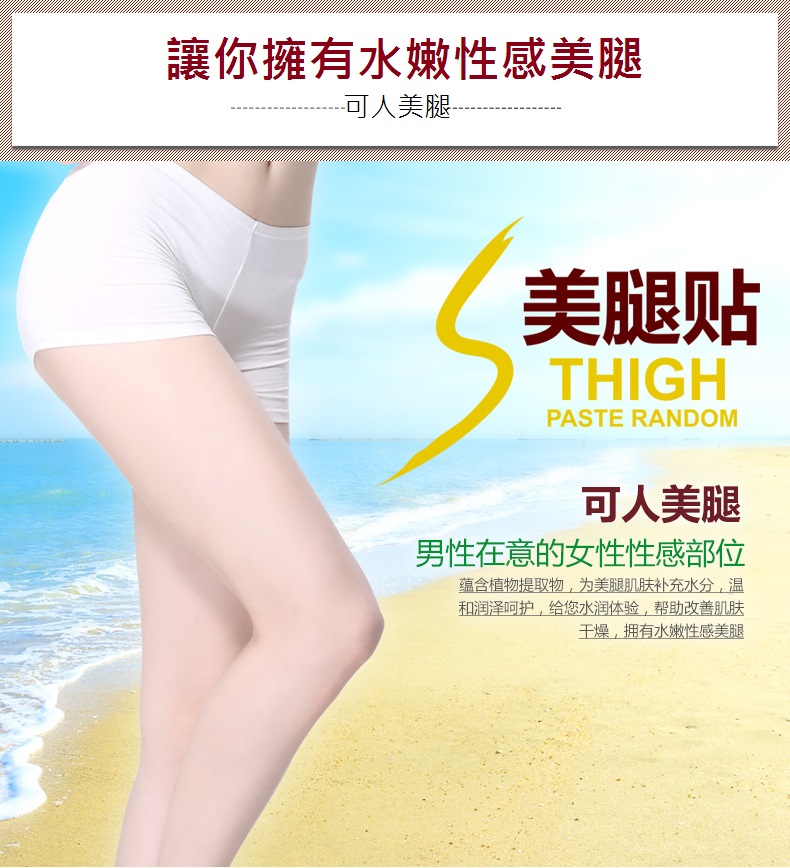 讓你擁有水嫩性感美腿
可人美腿
美腿贴
THIGH
PASTE RANDOM
可人美腿
男性在意的女性性感部位
蕴含植物提取物，为美腿肌肤补充水分，温
和润泽呵护，给您水润体验，帮助改善肌肤
干燥，拥有水嫩性感美腿